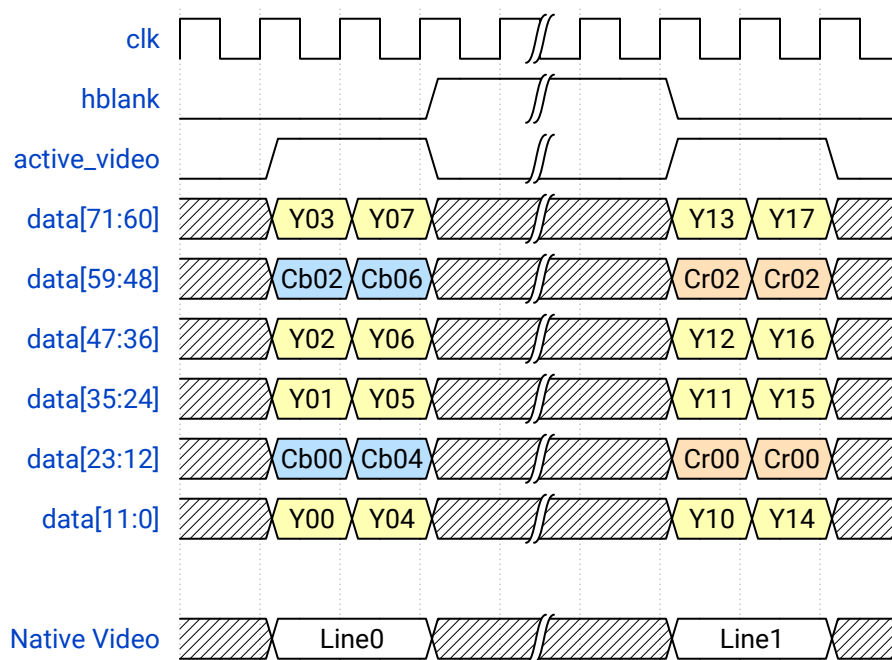 clk
hblank
active_video
data[71:60] Y03 Y07 Y13 Y17
data[59:48] Cb02 Cb06 Cr02 Cr02
data[47:36] Y02 Y06 Y12 Y16
data[35:24] Y01 Y05 Y11 Y15
data[23:12] Cb00 Cb04 Cr00 Cr00
data[11:0] Y00 Y04 Y10 Y14
Native Video Line0 Line1